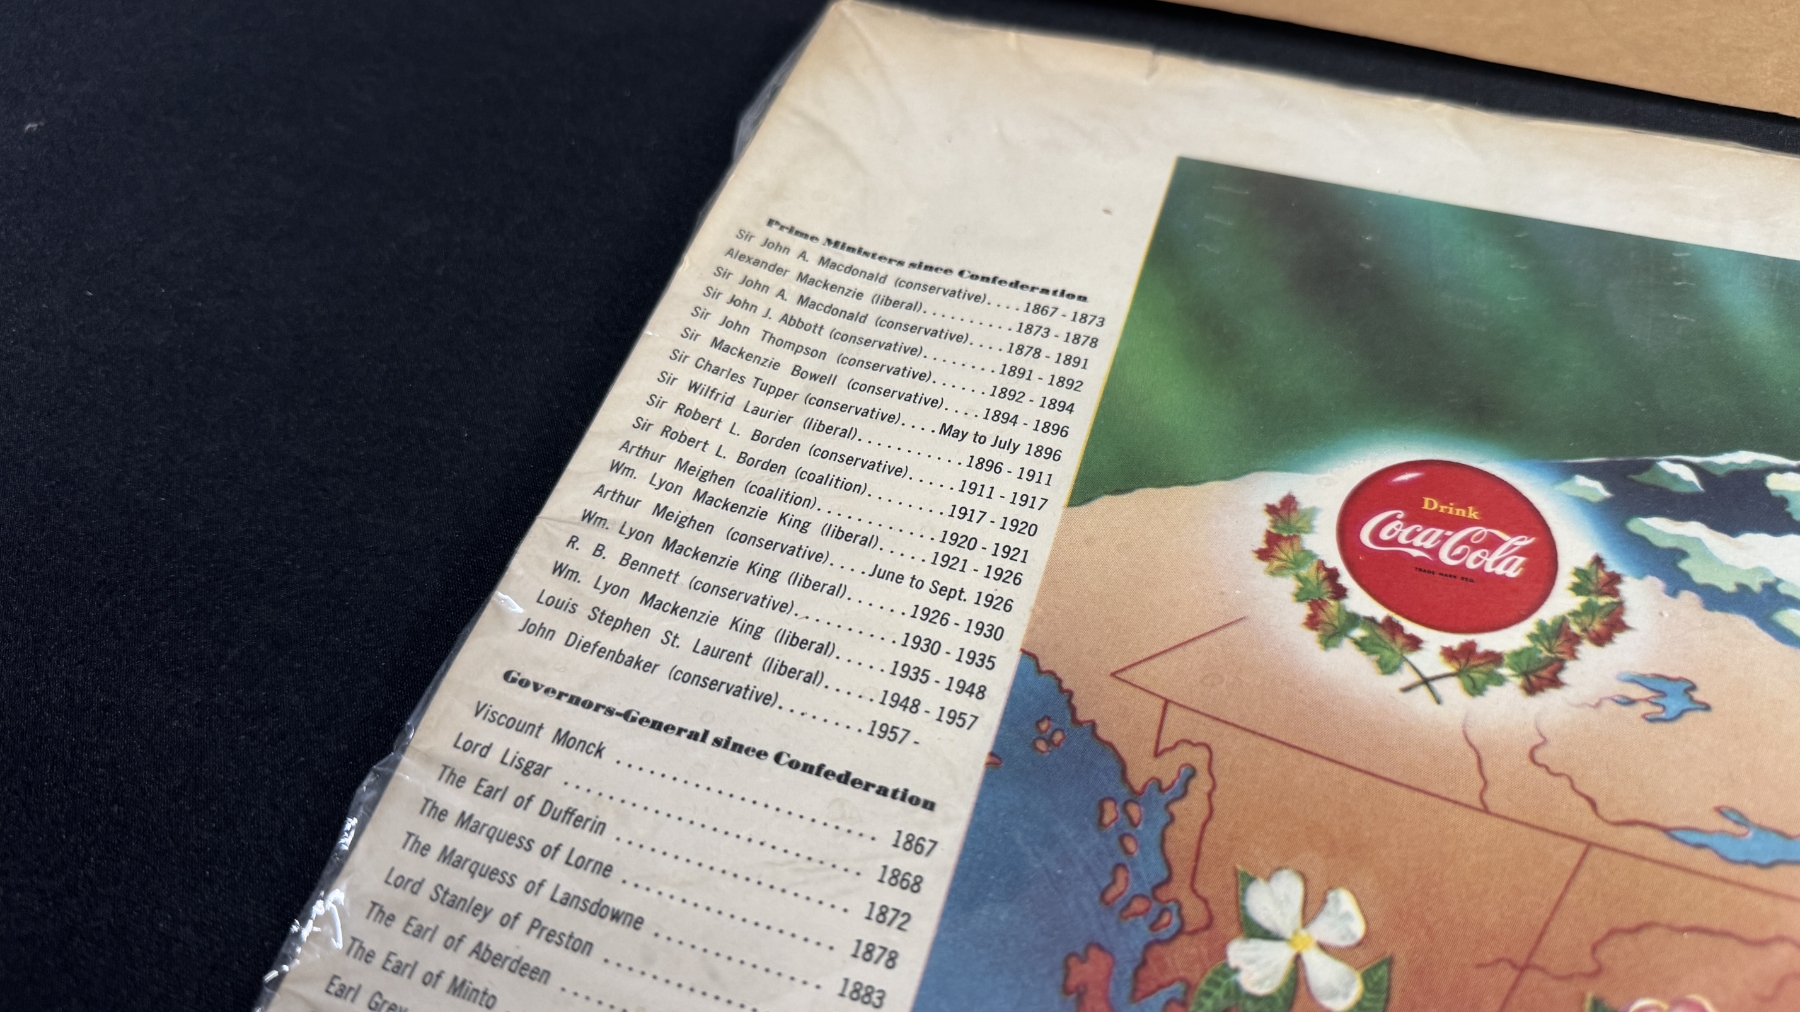 Prime Ministers since Confederation
Sir John A. Macdonald (conservative)....1867-1873
Alexander Mackenzie (liberal)..........1873-1878
Sir John A. Macdonald (conservative)....1878-1891
Sir John J. Abbott (conservative).......1891-1892
Sir John Thompson (conservative)......1892-1894
Sir Mackenzie Bowell (conservative)....1894-1896
Sir Charles Tupper (conservative)....May to July 1896
Sir Wilfrid Laurier (liberal)...........1896-1911
Sir Robert L. Borden (conservative).....1911-1917
Sir Robert L. Borden (coalition)........1917-1920
Arthur Meighen (coalition)............1920-1921
Wm. Lyon Mackenzie King (liberal).....1921-1926
Arthur Meighen (conservative)....June to Sept. 1926
Wm. Lyon Mackenzie King (liberal)......1926-1930
R. B. Bennett (conservative)...........1930-1935
Wm. Lyon Mackenzie King (liberal).....1935-1948
Louis Stephen St. Laurent (liberal).....1948-1957
John Diefenbaker (conservative)........1957-
Governors-General since Confederation
Viscount Monck ........................ 1867
Lord Lisgar ........................... 1868
The Earl of Dufferin .................. 1872
The Marquess of Lorne ................. 1878
The Marquess of Lansdowne ............. 1883
Lord Stanley of Preston ...........
The Earl of Aberdeen ......
The Earl of Minto
Earl Grey
Drink
Coca-Cola
TRADE MARK REG.